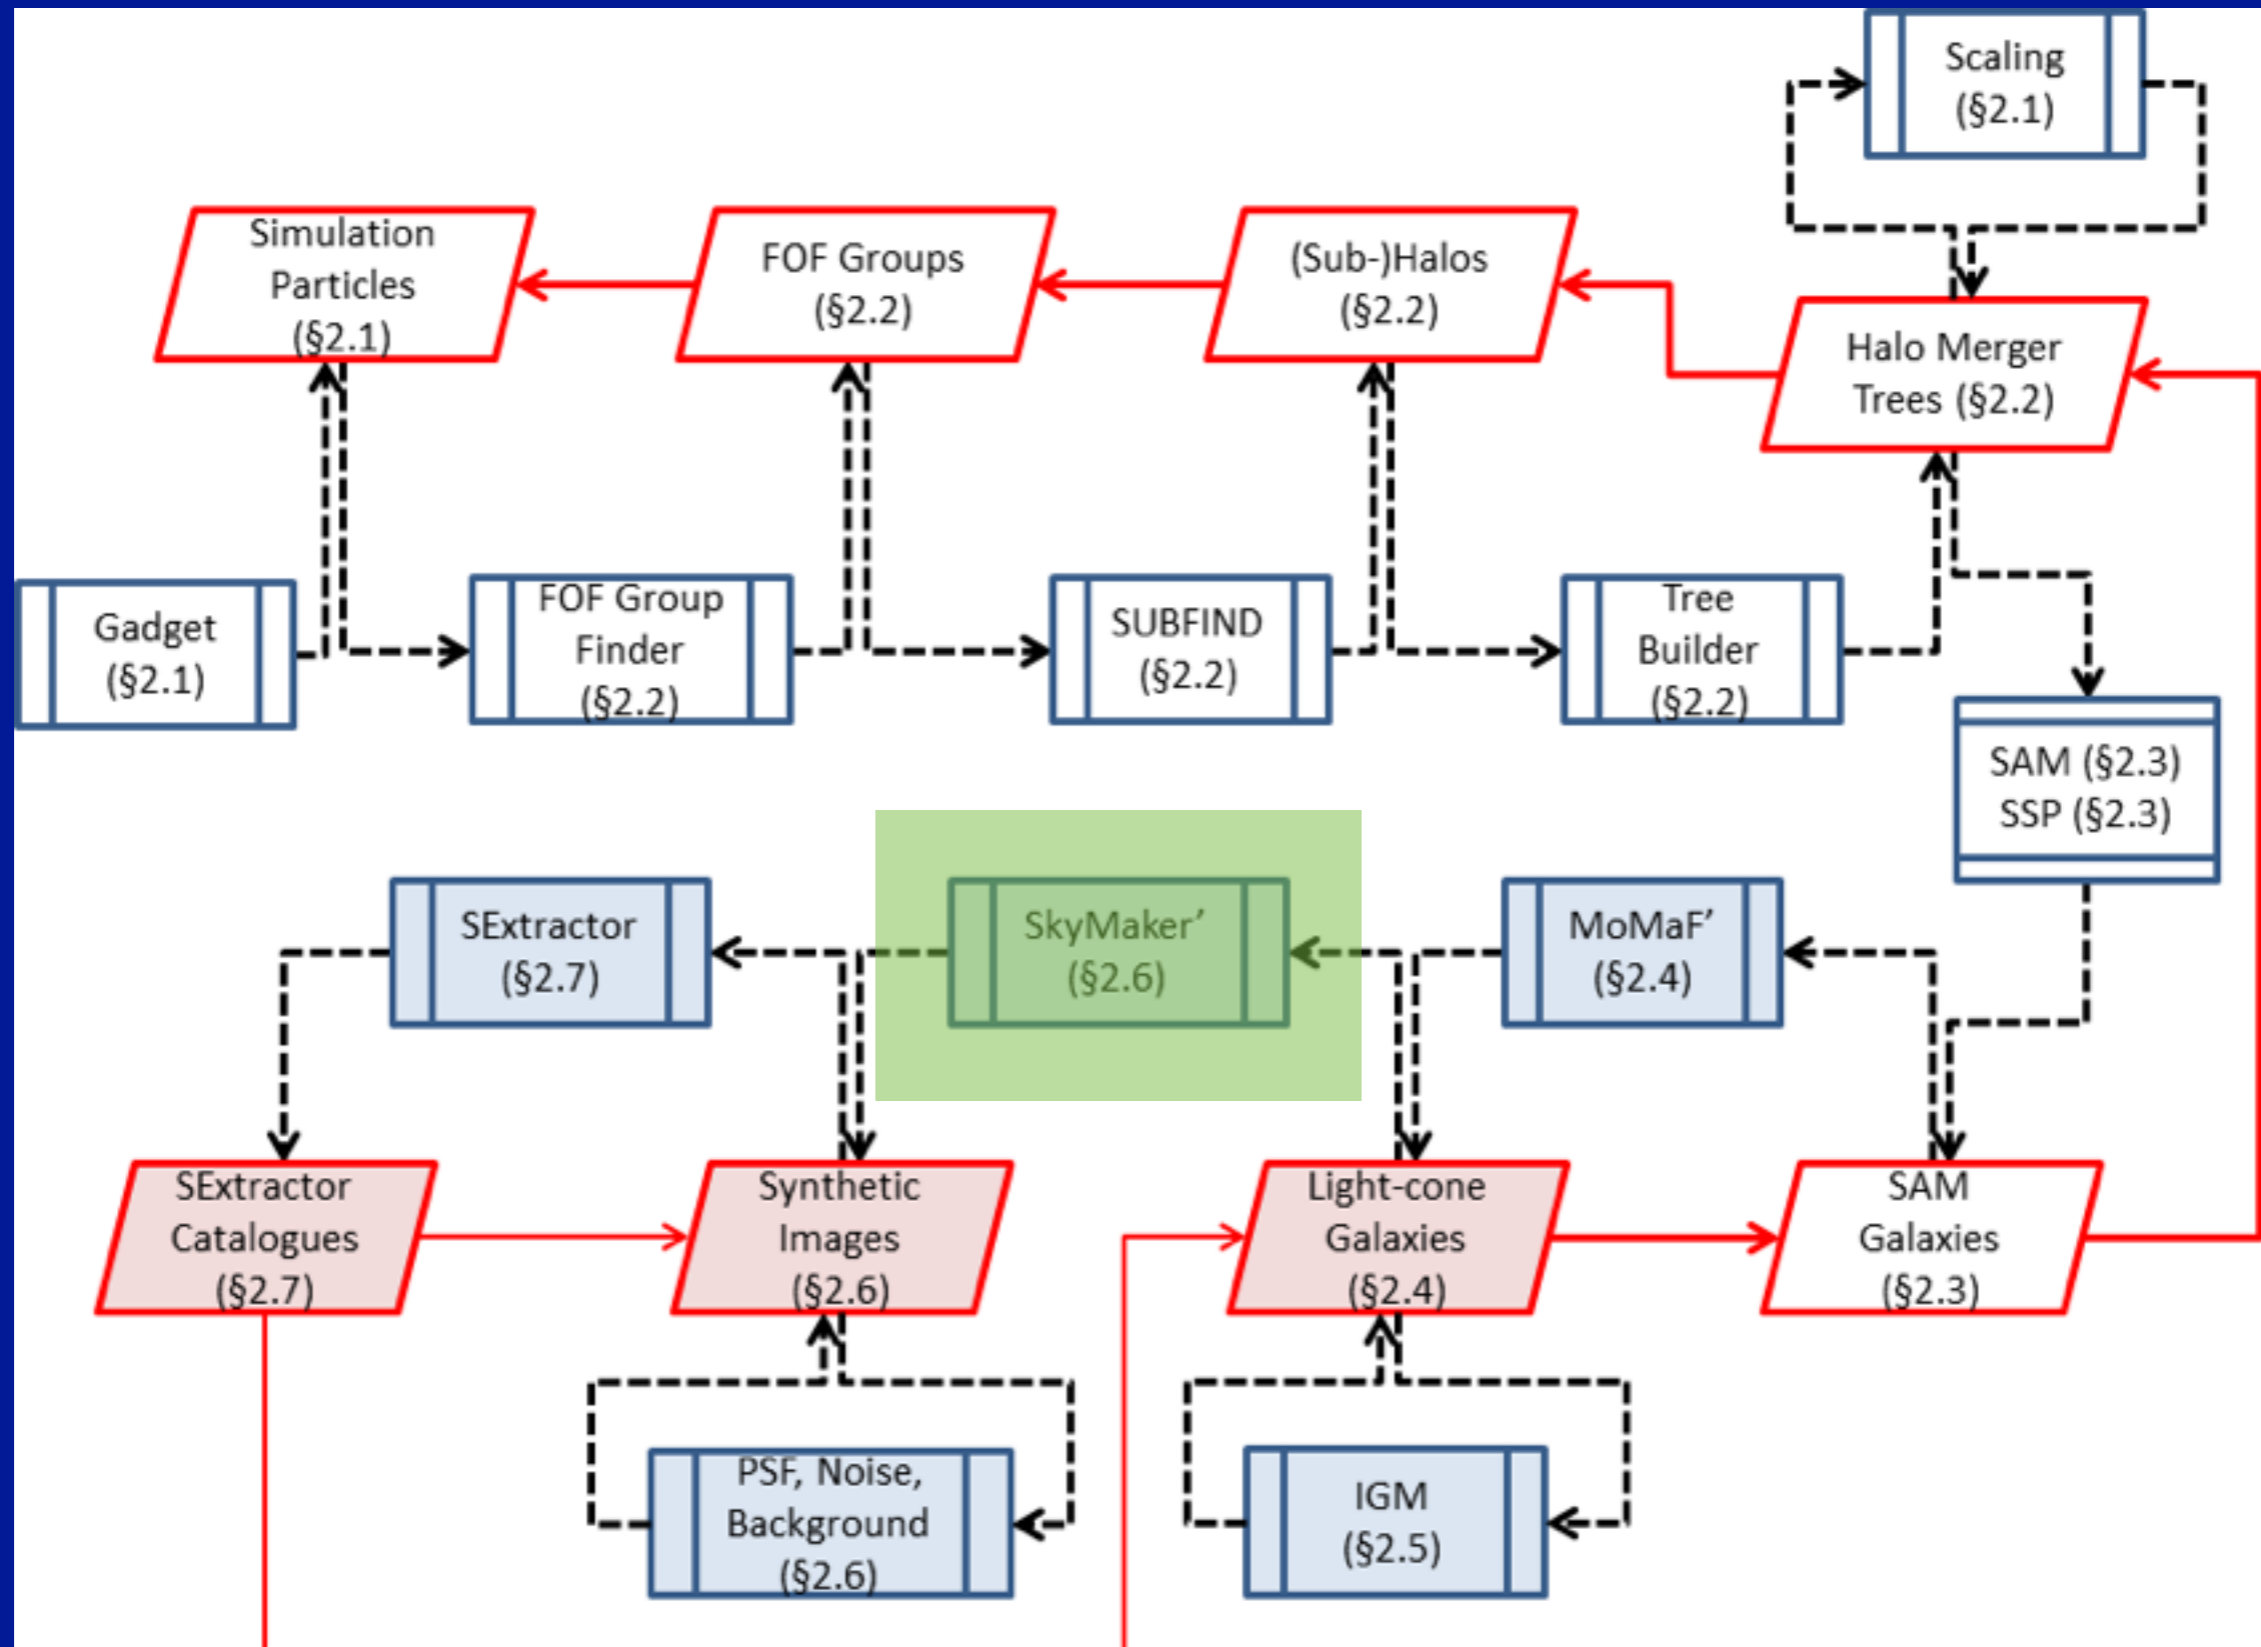 Scaling
(§2.1)
Simulation
Particles
(§2.1)
FOF Groups
(§2.2)
(Sub-)Halos
(§2.2)
Halo Merger
Trees (§2.2)
Gadget
(§2.1)
FOF Group
Finder
(§2.2)
SUBFIND
(§2.2)
Tree
Builder
(§2.2)
SAM (§2.3)
SSP (§2.3)
SExtractor
(§2.7)
SkyMaker’
(§2.6)
MoMaF’
(§2.4)
SExtractor
Catalogues
(§2.7)
Synthetic
Images
(§2.6)
Light-cone
Galaxies
(§2.4)
SAM
Galaxies
(§2.3)
PSF, Noise,
Background
(§2.6)
IGM
(§2.5)